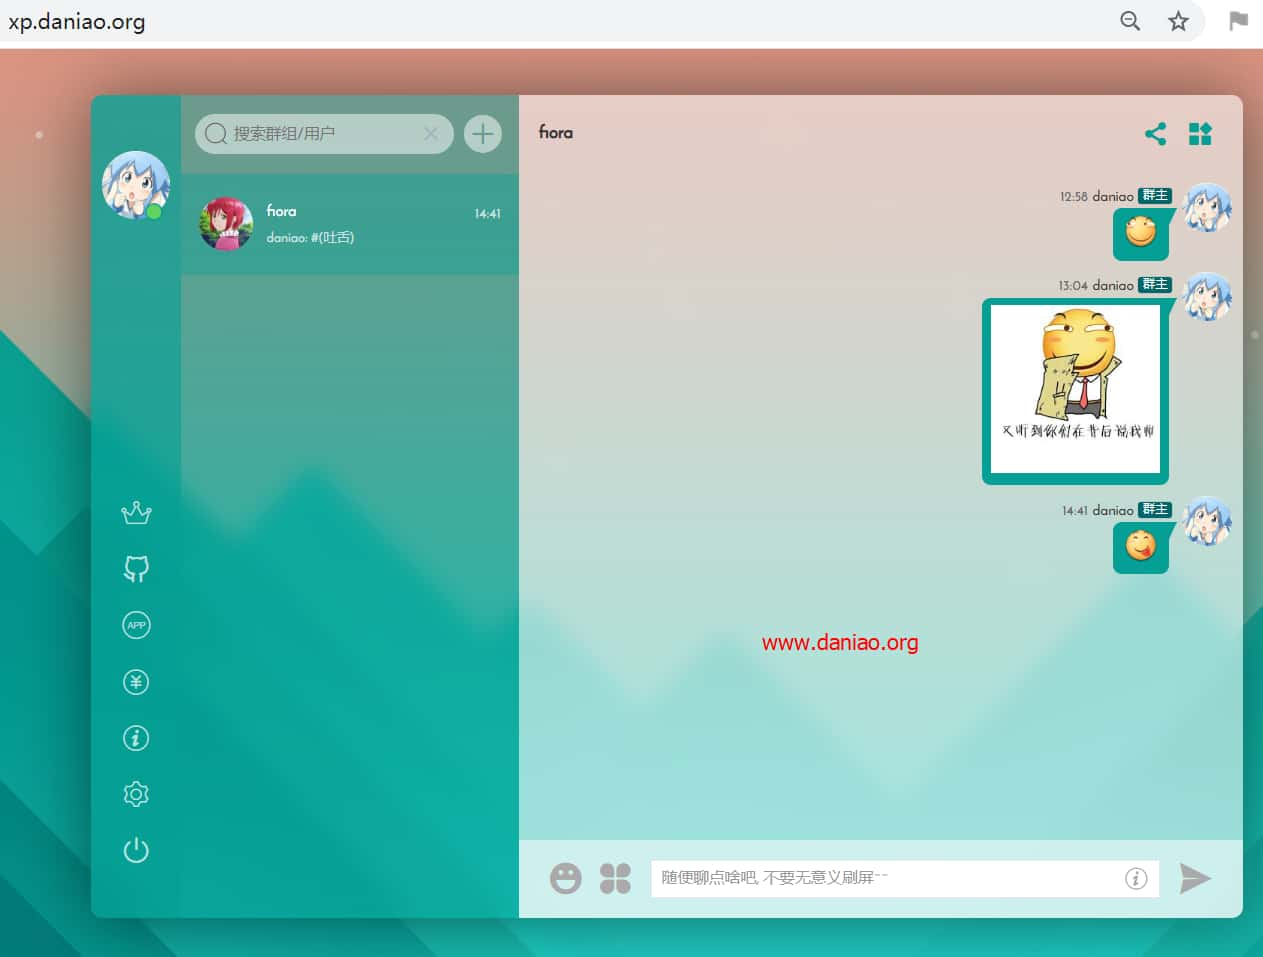 xp.daniao.org
搜索群组/用户
fiora
14:41
daniao: #(吐舌)
APP
fiora
12:58 daniao 群主
13:04 daniao 群主
又听到你们在背后说我帅
14:41 daniao 群主
www.daniao.org
随便聊点啥吧, 不要无意义刷屏~~